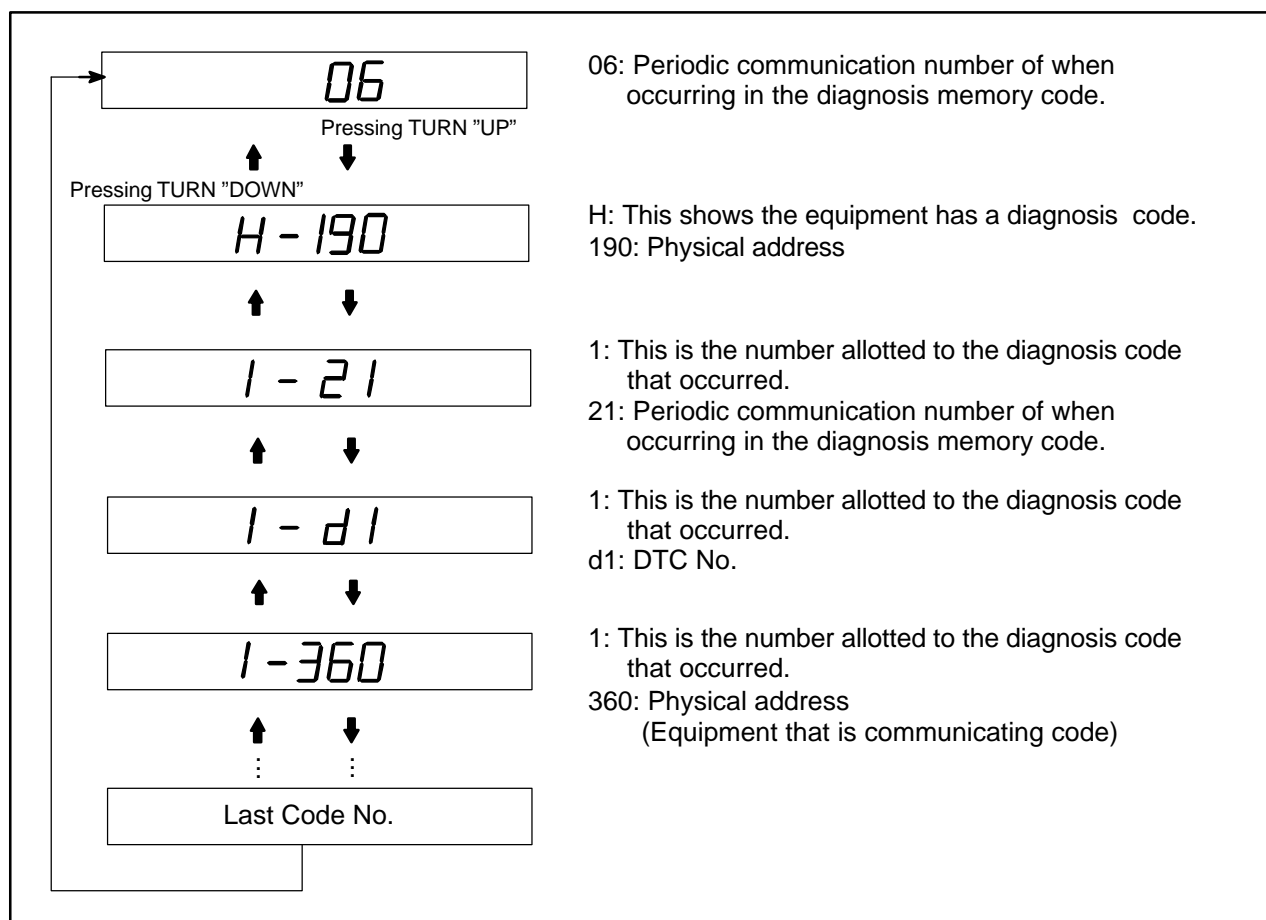 06
06: Periodic communication number of when
occurring in the diagnosis memory code.
Pressing TURN ”UP”
Pressing TURN ”DOWN”
H-190
H: This shows the equipment has a diagnosis code.
190: Physical address
1-21
1: This is the number allotted to the diagnosis code
that occurred.
21: Periodic communication number of when
occurring in the diagnosis memory code.
1-d1
1: This is the number allotted to the diagnosis code
that occurred.
d1: DTC No.
1-360
1: This is the number allotted to the diagnosis code
that occurred.
360: Physical address
(Equipment that is communicating code)
Last Code No.